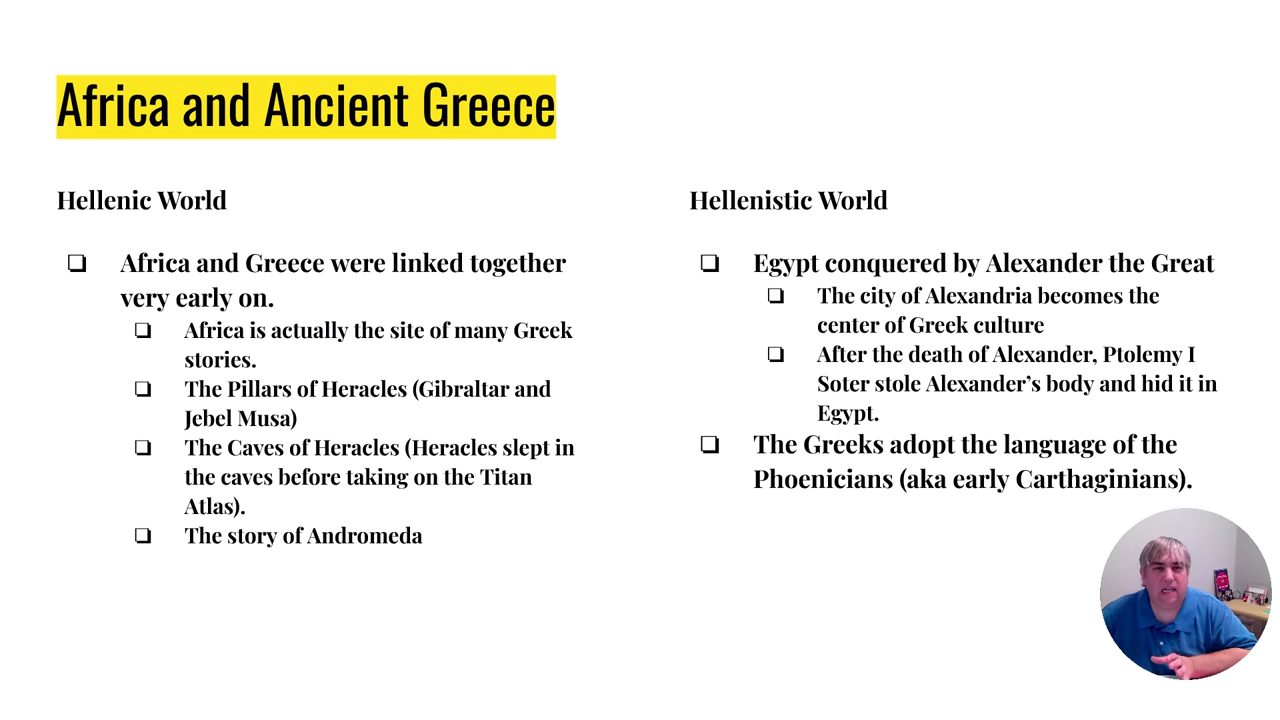 Africa and Ancient Greece
Hellenic World
❏ Africa and Greece were linked together
very early on.
❏ Africa is actually the site of many Greek
stories.
❏ The Pillars of Heracles (Gibraltar and
Jebel Musa)
❏ The Caves of Heracles (Heracles slept in
the caves before taking on the Titan
Atlas).
❏ The story of Andromeda
Hellenistic World
❏ Egypt conquered by Alexander the Great
❏ The city of Alexandria becomes the
center of Greek culture
❏ After the death of Alexander, Ptolemy I
Soter stole Alexander’s body and hid it in
Egypt.
❏ The Greeks adopt the language of the
Phoenicians (aka early Carthaginians).